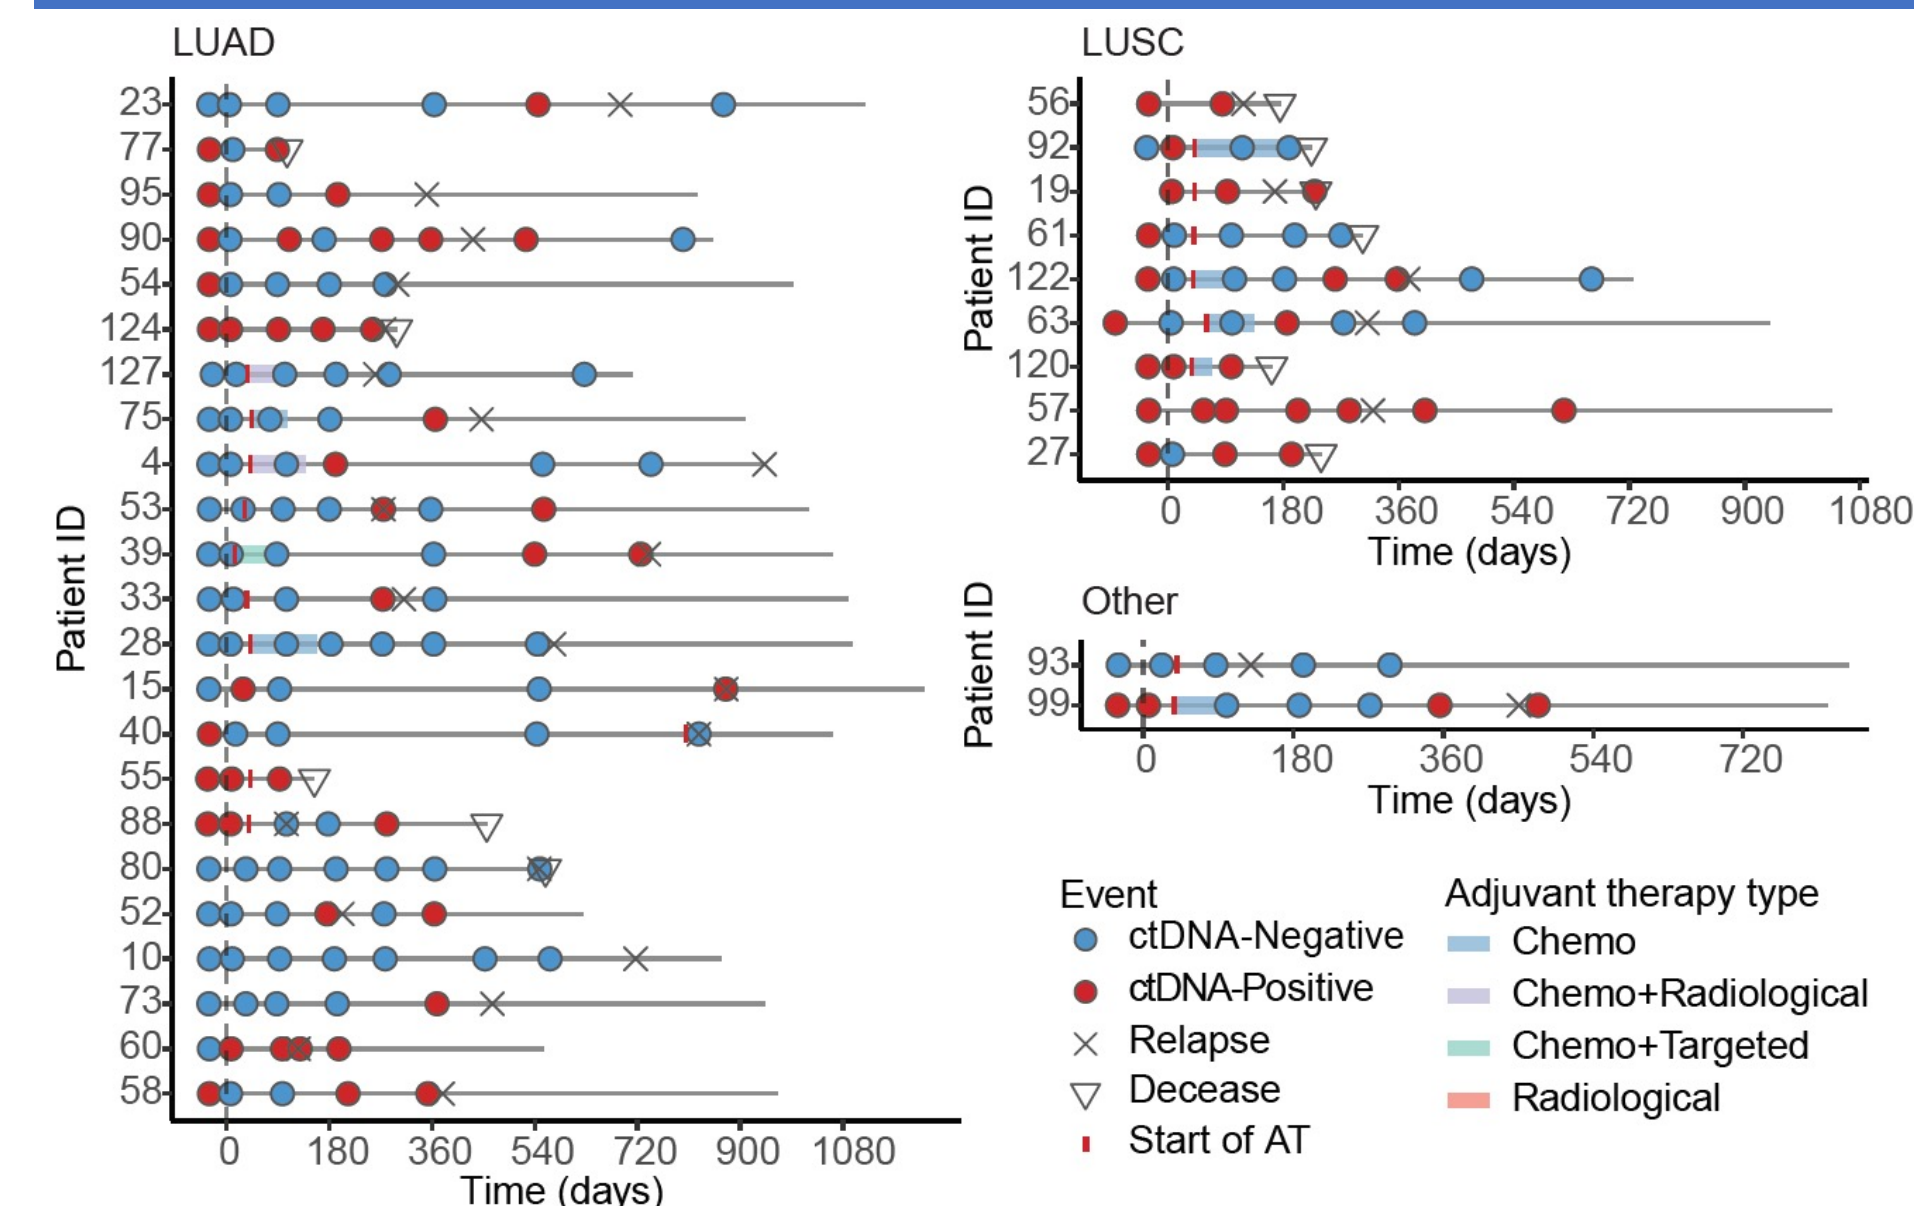 LUAD
23
77
95
90
54
124
127
75
4
53
39
33
28
15
40
55
88
80
52
10
73
60
58
Patient ID
0 180 360 540 720 900 1080
Time (days)
LUSC
56
92
19
61
122
63
120
57
27
Patient ID
0 180 360 540 720 900 1080
Time (days)
Other
93
99
Patient ID
0 180 360 540 720
Time (days)
Event
ctDNA-Negative
ctDNA-Positive
Relapse
Decease
Start of AT
Adjuvant therapy type
Chemo
Chemo+Radiological
Chemo+Targeted
Radiological